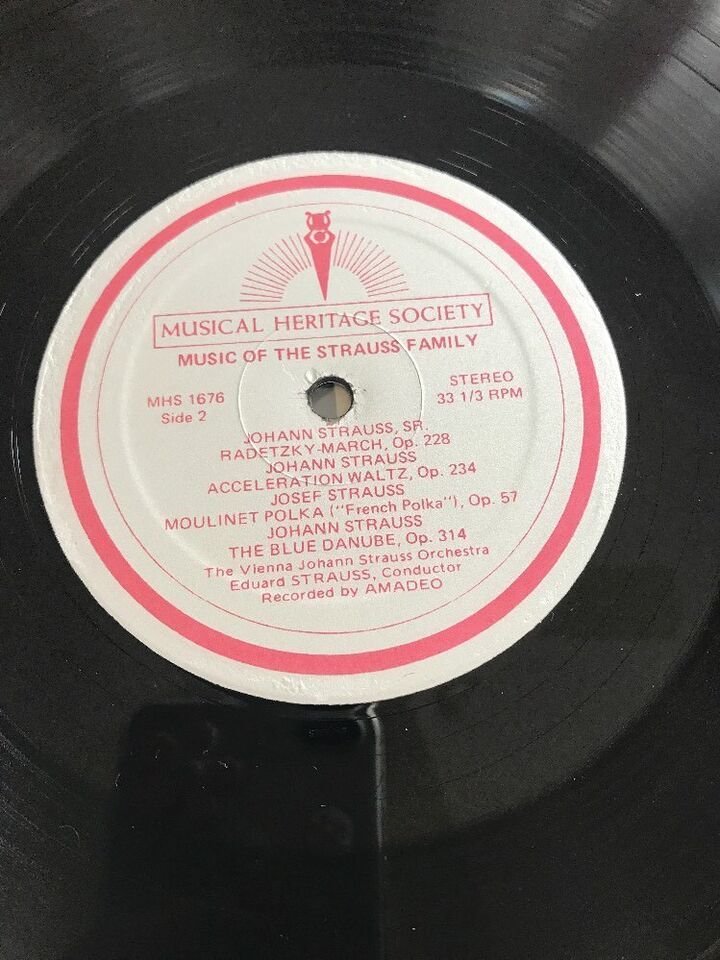 MUSICAL HERITAGE SOCIETY
MUSIC OF THE STRAUSS FAMILY
MHS 1676
Side 2
STEREO
33 1/3 RPM
JOHANN STRAUSS, SR.
RADETZKY-MARCH, Op. 228
JOHANN STRAUSS
ACCELERATION WALTZ, Op. 234
JOSEF STRAUSS
MOULINET POLKA ("French Polka"), Op. 57
JOHANN STRAUSS
THE BLUE DANUBE, Op. 314
The Vienna Johann Strauss Orchestra
Eduard STRAUSS, Conductor
Recorded by AMADEO